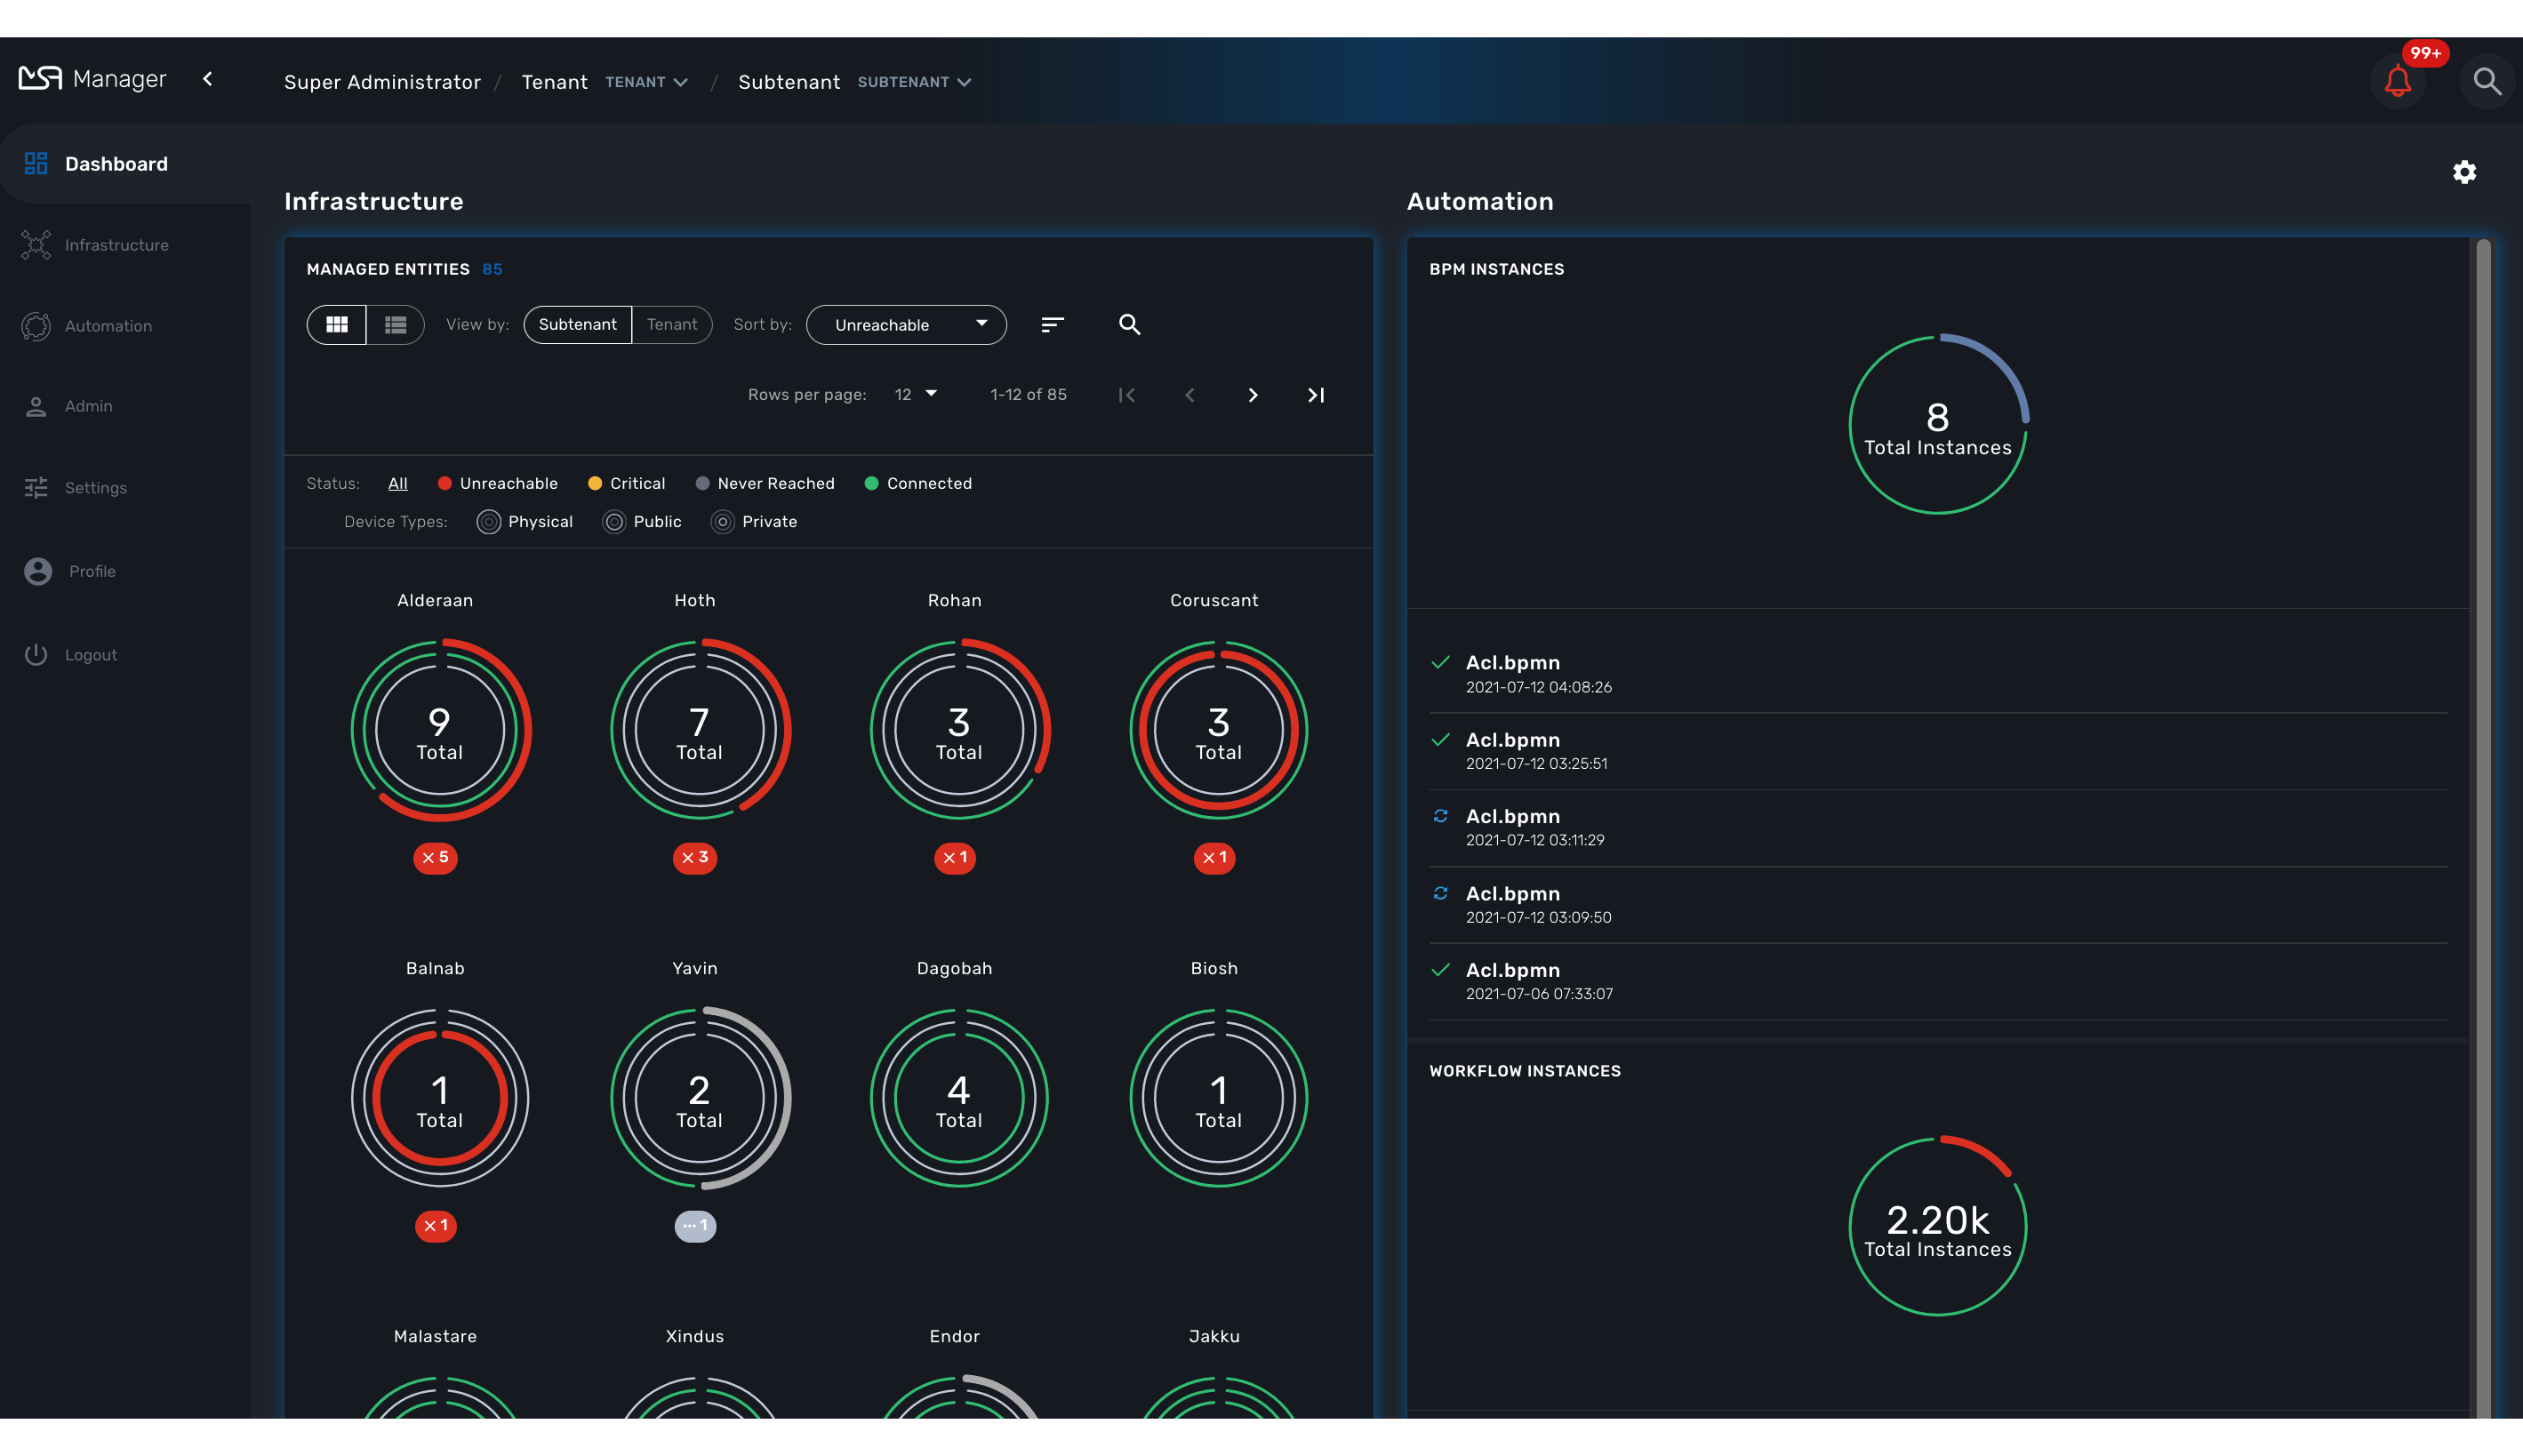 MSA Manager
Super Administrator / Tenant TENANT / Subtenant SUBTENANT
99+
Dashboard
Infrastructure
Automation
Admin
Settings
Profile
Logout
Infrastructure
MANAGED ENTITIES 85
View by: Subtenant Tenant Sort by: Unreachable
Rows per page: 12 1-12 of 85
Status: All Unreachable Critical Never Reached Connected
Device Types: Physical Public Private
Alderaan Hoth Rohan Coruscant
9 7 3 3
Total Total Total Total
× 5 × 3 × 1 × 1
Balnab Yavin Dagobah Biosh
1 2 4 1
Total Total Total Total
× 1 ··· 1
Malastare Xindus Endor Jakku
Automation
BPM INSTANCES
8
Total Instances
Acl.bpmn
2021-07-12 04:08:26
Acl.bpmn
2021-07-12 03:25:51
Acl.bpmn
2021-07-12 03:11:29
Acl.bpmn
2021-07-12 03:09:50
Acl.bpmn
2021-07-06 07:33:07
WORKFLOW INSTANCES
2.20k
Total Instances